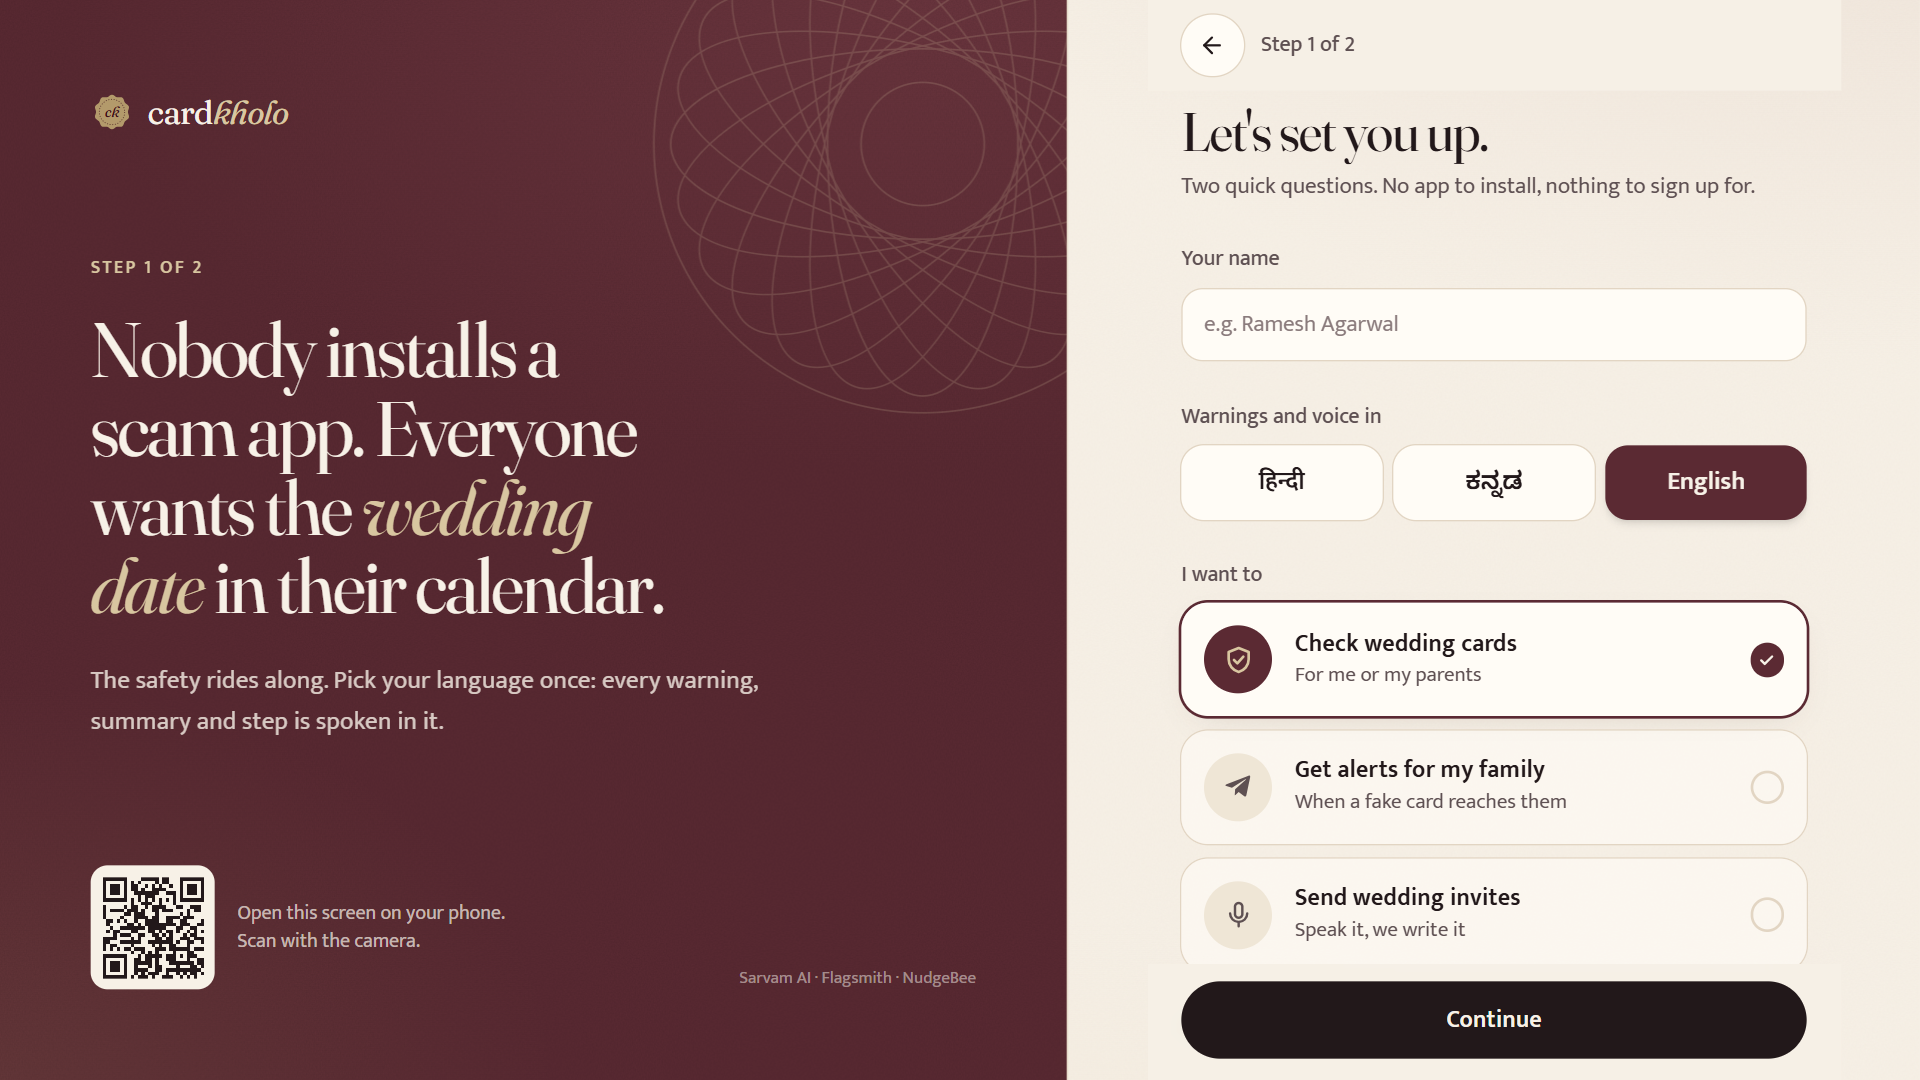 ck
cardkholo
STEP 1 OF 2
Nobody installs a
scam app. Everyone
wants the wedding
date in their calendar.
The safety rides along. Pick your language once: every warning,
summary and step is spoken in it.
Open this screen on your phone.
Scan with the camera.
Sarvam AI · Flagsmith · NudgeBee
Step 1 of 2
Let's set you up.
Two quick questions. No app to install, nothing to sign up for.
Your name
e.g. Ramesh Agarwal
Warnings and voice in
हिन्दी
ಕನ್ನಡ
English
I want to
Check wedding cards
For me or my parents
Get alerts for my family
When a fake card reaches them
Send wedding invites
Speak it, we write it
Continue